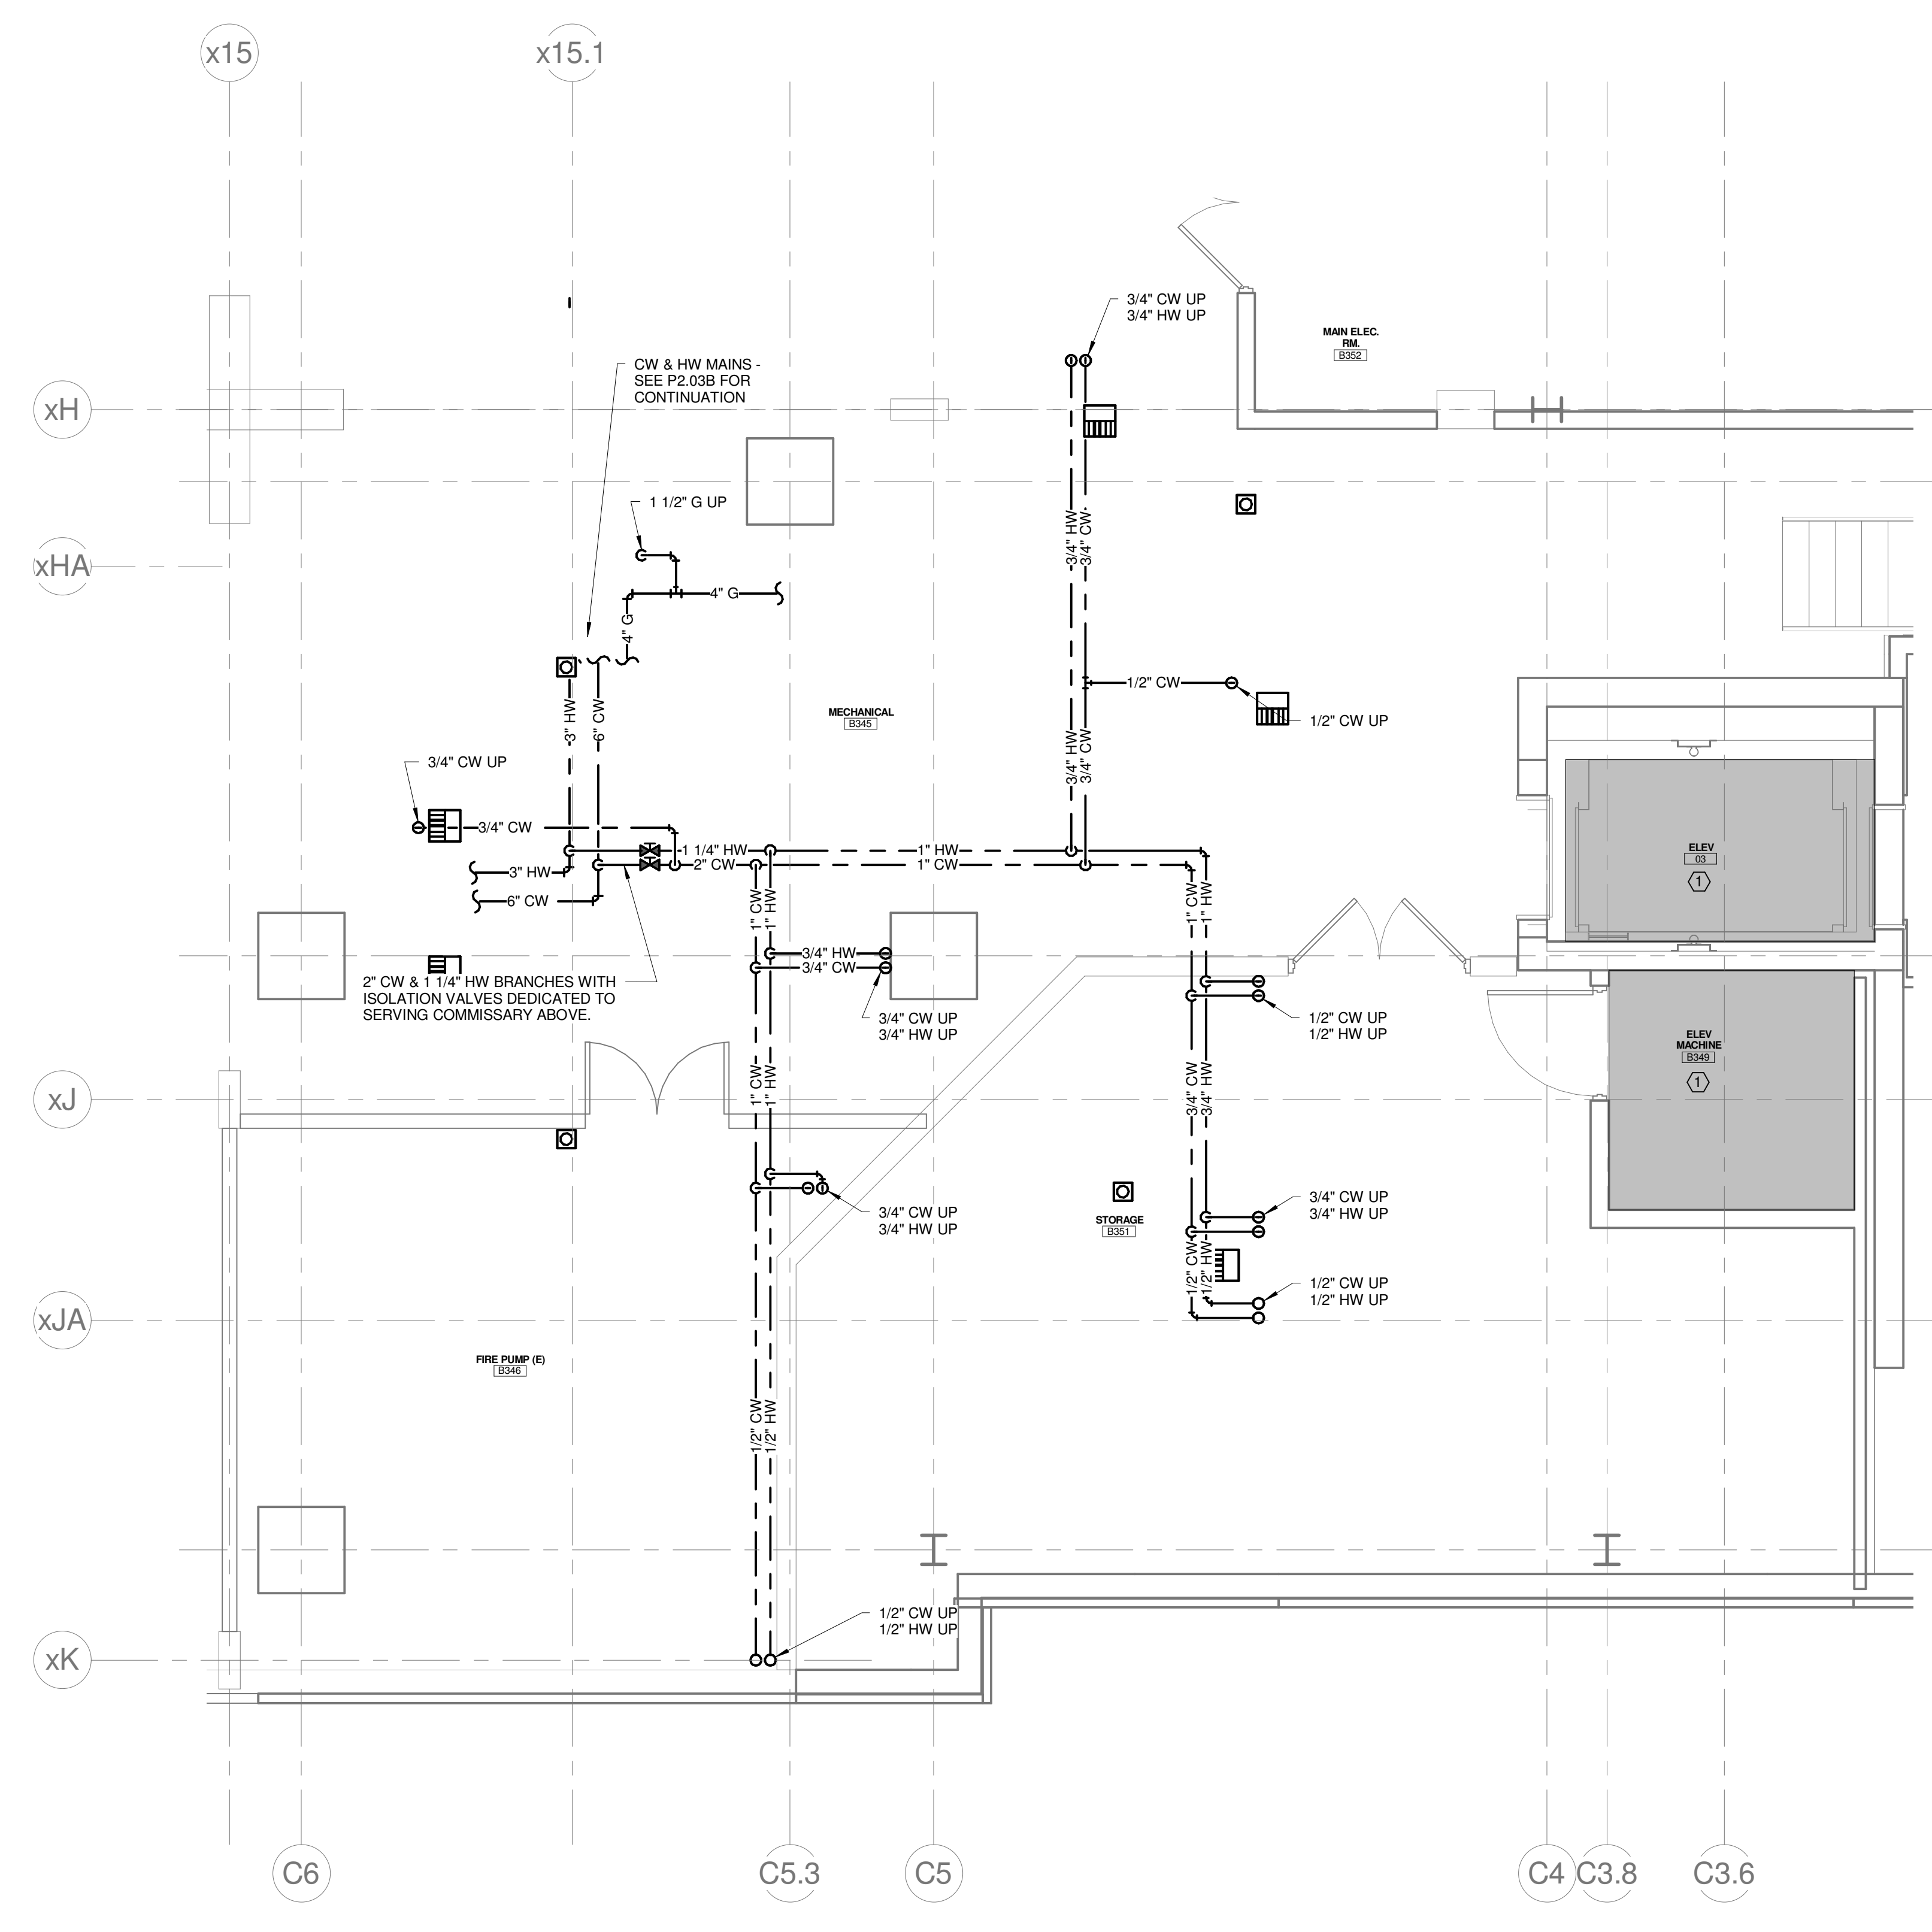 x15
x15.1
3/4" CW UP
3/4" HW UP
MAIN ELEC.
RM.
B352
CW & HW MAINS -
SEE P2.03B FOR
CONTINUATION
xH
1 1/2" G UP
3/4" HW
3/4" CW
xHA
4" G
4" G
1/2" CW
1/2" CW UP
MECHANICAL
B345
3" HW
6" CW
3/4" HW
3/4" CW
3/4" CW UP
3/4" CW
1 1/4" HW
1" HW
2" CW
1" CW
3" HW
6" CW
ELEV
03
1
1" CW
1" HW
1" CW
1" HW
3/4" HW
3/4" CW
2" CW & 1 1/4" HW BRANCHES WITH
ISOLATION VALVES DEDICATED TO
SERVING COMMISSARY ABOVE.
3/4" CW UP
3/4" HW UP
1/2" CW UP
1/2" HW UP
ELEV
MACHINE
B349
1
xJ
1" CW
1" HW
3/4" CW
3/4" HW
3/4" CW UP
3/4" HW UP
3/4" CW UP
3/4" HW UP
STORAGE
B351
1/2" CW
1/2" HW
1/2" CW UP
1/2" HW UP
xJA
FIRE PUMP (E)
B346
1/2" CW
1/2" HW
1/2" CW UP
1/2" HW UP
xK
C6
C5.3
C5
C4
C3.8
C3.6